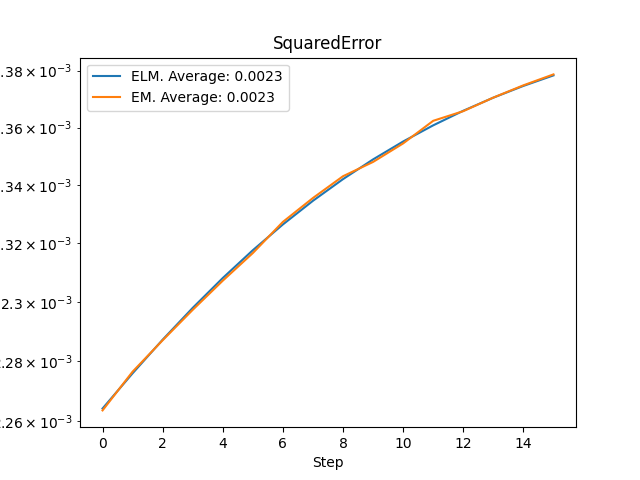 SquaredError
ELM. Average: 0.0023
EM. Average: 0.0023
.38 × 10⁻³
.36 × 10⁻³
.34 × 10⁻³
.32 × 10⁻³
2.3 × 10⁻³
.28 × 10⁻³
.26 × 10⁻³
0 2 4 6 8 10 12 14
Step